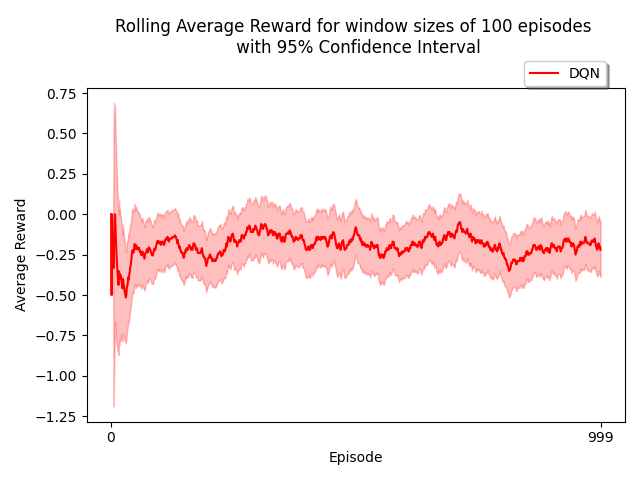 Rolling Average Reward for window sizes of 100 episodes
with 95% Confidence Interval
DQN
0.75
0.50
0.25
0.00
−0.25
−0.50
−0.75
−1.00
−1.25
Average Reward
0
999
Episode